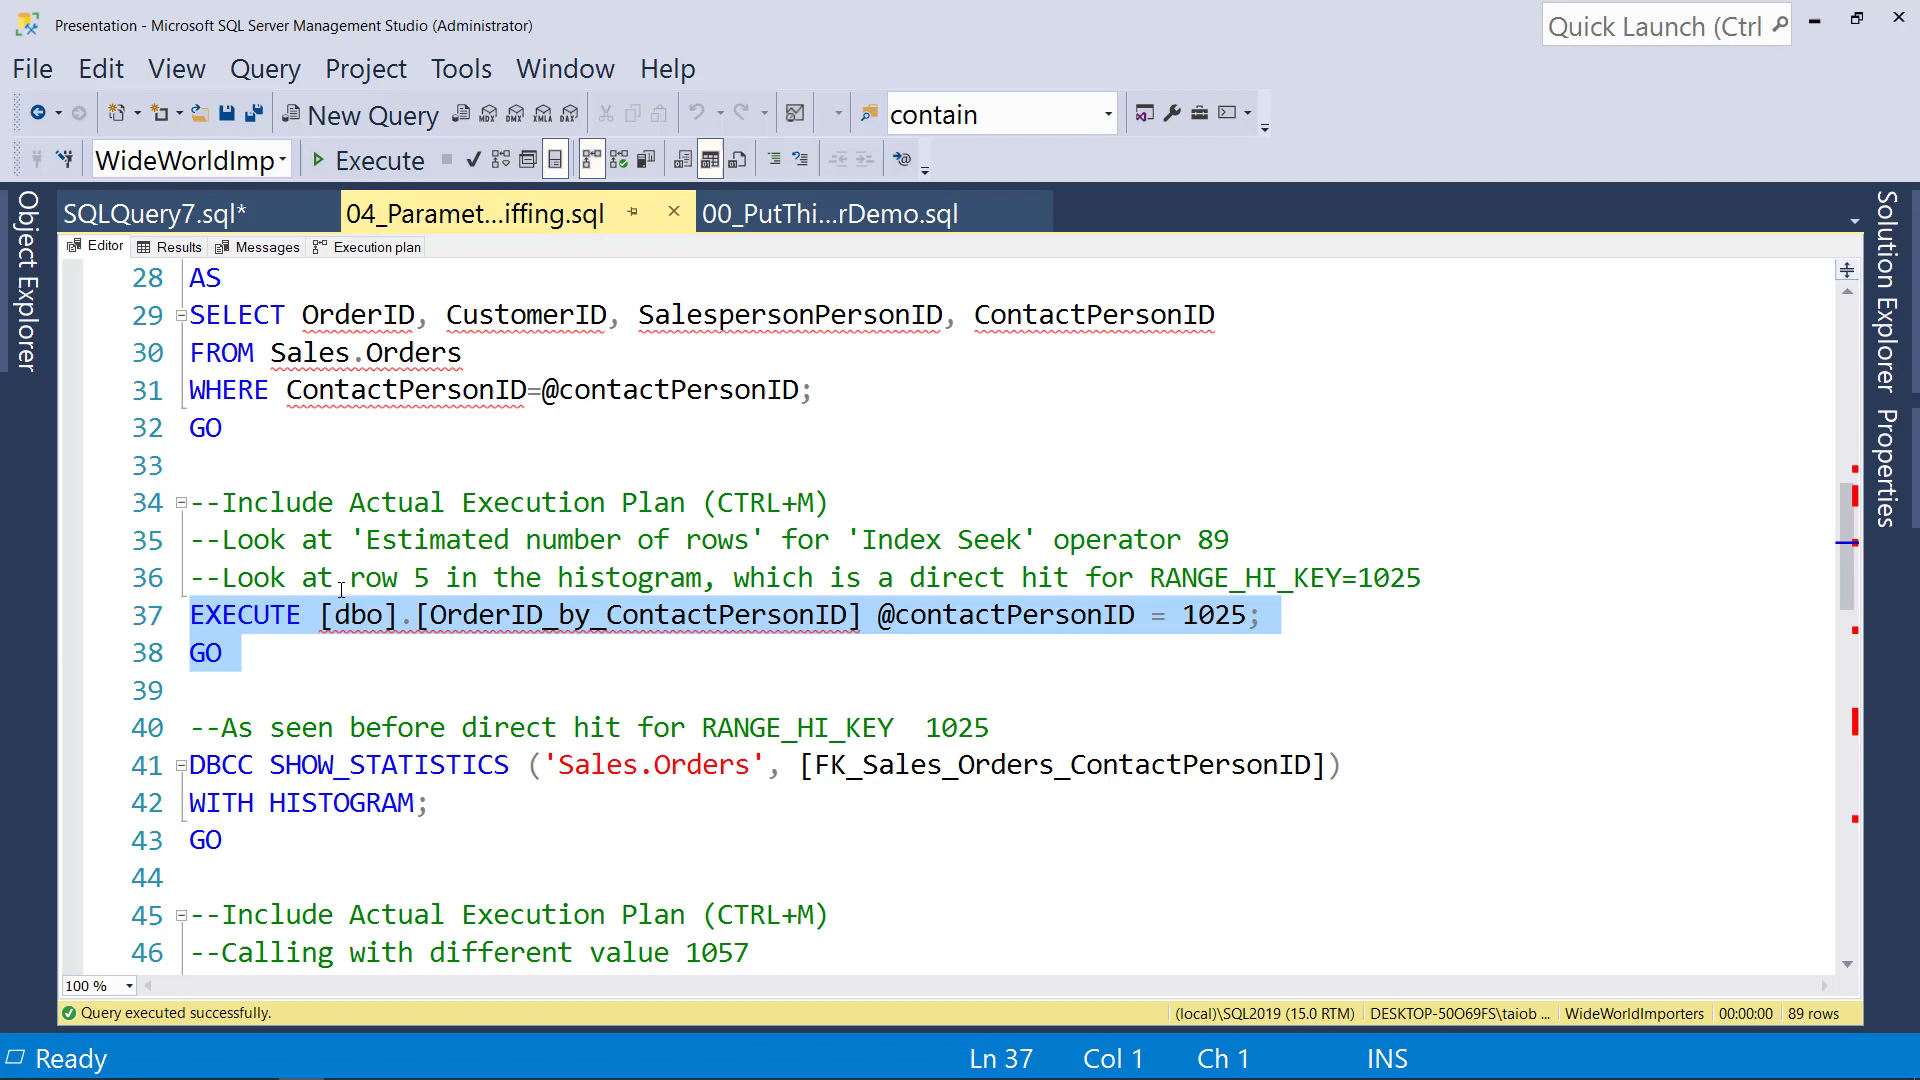 Presentation - Microsoft SQL Server Management Studio (Administrator)
Quick Launch (Ctrl
File Edit View Query Project Tools Window Help
New Query
MDX DMX XMLA DAX
contain
WideWorldImp
Execute
SQLQuery7.sql*
04_Paramet...iffing.sql
00_PutThi...rDemo.sql
Object Explorer
Editor Results Messages Execution plan
28 AS
29 SELECT OrderID, CustomerID, SalespersonPersonID, ContactPersonID
30 FROM Sales.Orders
31 WHERE ContactPersonID=@contactPersonID;
32 GO
33
34 --Include Actual Execution Plan (CTRL+M)
35 --Look at 'Estimated number of rows' for 'Index Seek' operator 89
36 --Look at row 5 in the histogram, which is a direct hit for RANGE_HI_KEY=1025
37 EXECUTE [dbo].[OrderID_by_ContactPersonID] @contactPersonID = 1025;
38 GO
39
40 --As seen before direct hit for RANGE_HI_KEY  1025
41 DBCC SHOW_STATISTICS ('Sales.Orders', [FK_Sales_Orders_ContactPersonID])
42 WITH HISTOGRAM;
43 GO
44
45 --Include Actual Execution Plan (CTRL+M)
46 --Calling with different value 1057
Solution Explorer
Properties
100 %
Query executed successfully.
(local)\SQL2019 (15.0 RTM) DESKTOP-50O69FS\taiob ... WideWorldImporters 00:00:00 89 rows
Ready
Ln 37 Col 1 Ch 1 INS